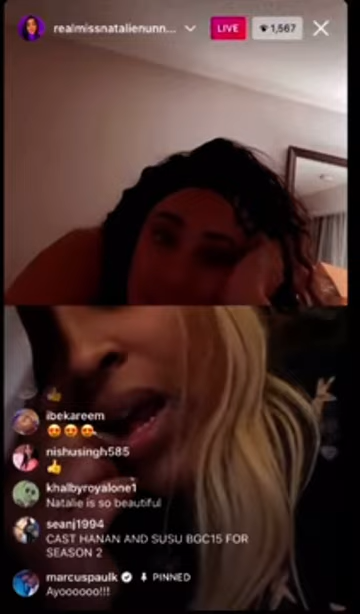 realmissnatalienunn...
LIVE
1,567
ibekareem
nishusingh585
khalbyroyalone1
Natalie is so beautiful
seanj1994
CAST HANAN AND SUSU BGC15 FOR
SEASON 2
marcuspaulk PINNED
Ayoooooo!!!